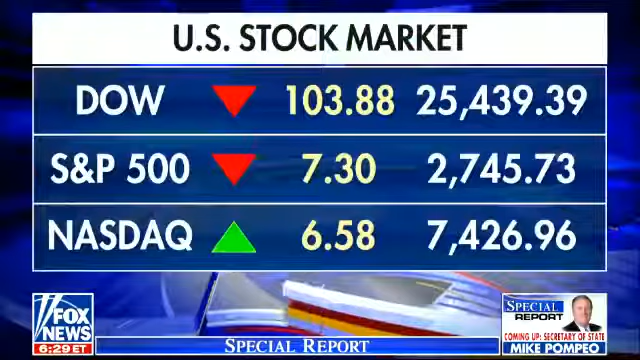 U.S. STOCK MARKET
DOW 103.88 25,439.39
S&P 500 7.30 2,745.73
NASDAQ 6.58 7,426.96
FOX
NEWS
6:29 ET
SPECIAL REPORT
SPECIAL
REPORT
COMING UP: SECRETARY OF STATE
MIKE POMPEO